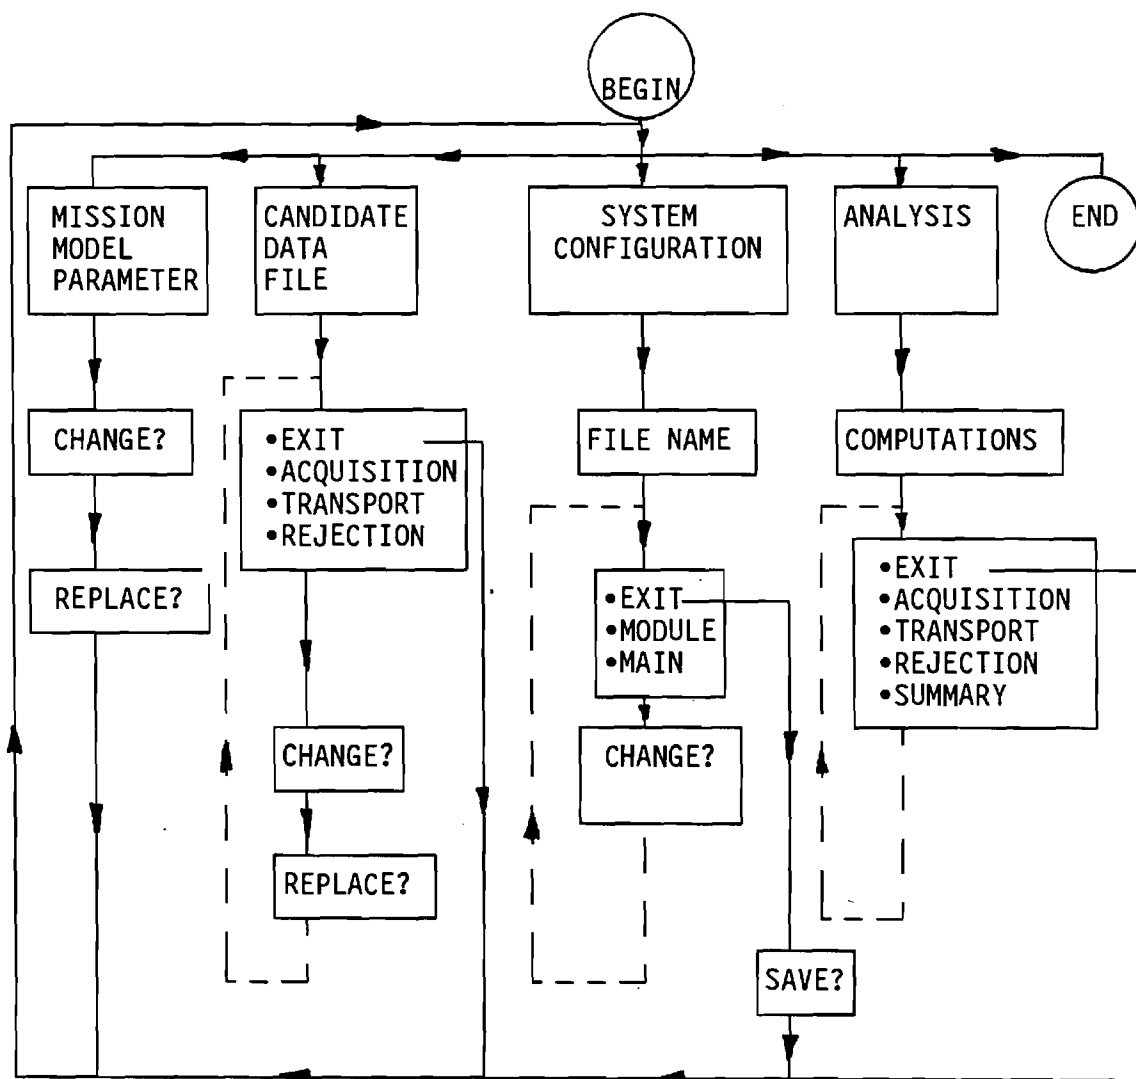 BEGIN
MISSION
MODEL
PARAMETER
CANDIDATE
DATA
FILE
SYSTEM
CONFIGURATION
ANALYSIS
END
CHANGE?
•EXIT
•ACQUISITION
•TRANSPORT
•REJECTION
FILE NAME
COMPUTATIONS
REPLACE?
•EXIT
•MODULE
•MAIN
•EXIT
•ACQUISITION
•TRANSPORT
•REJECTION
•SUMMARY
CHANGE?
CHANGE?
REPLACE?
SAVE?